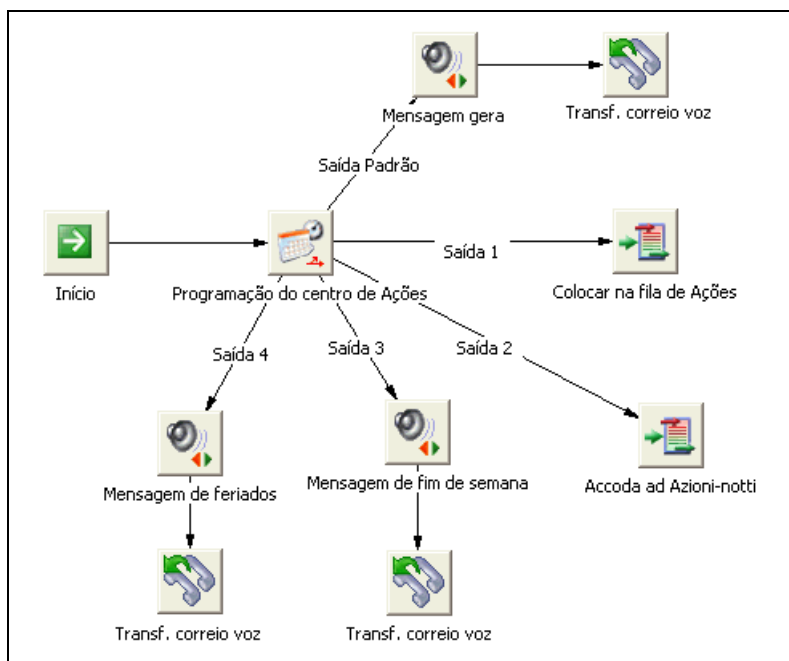 Mensagem gera
Transf. correio voz
Saída Padrão
Início
Programação do centro de Ações
Saída 1
Colocar na fila de Ações
Saída 4
Saída 3
Saída 2
Mensagem de feriados
Mensagem de fim de semana
Accoda ad Azioni-notti
Transf. correio voz
Transf. correio voz